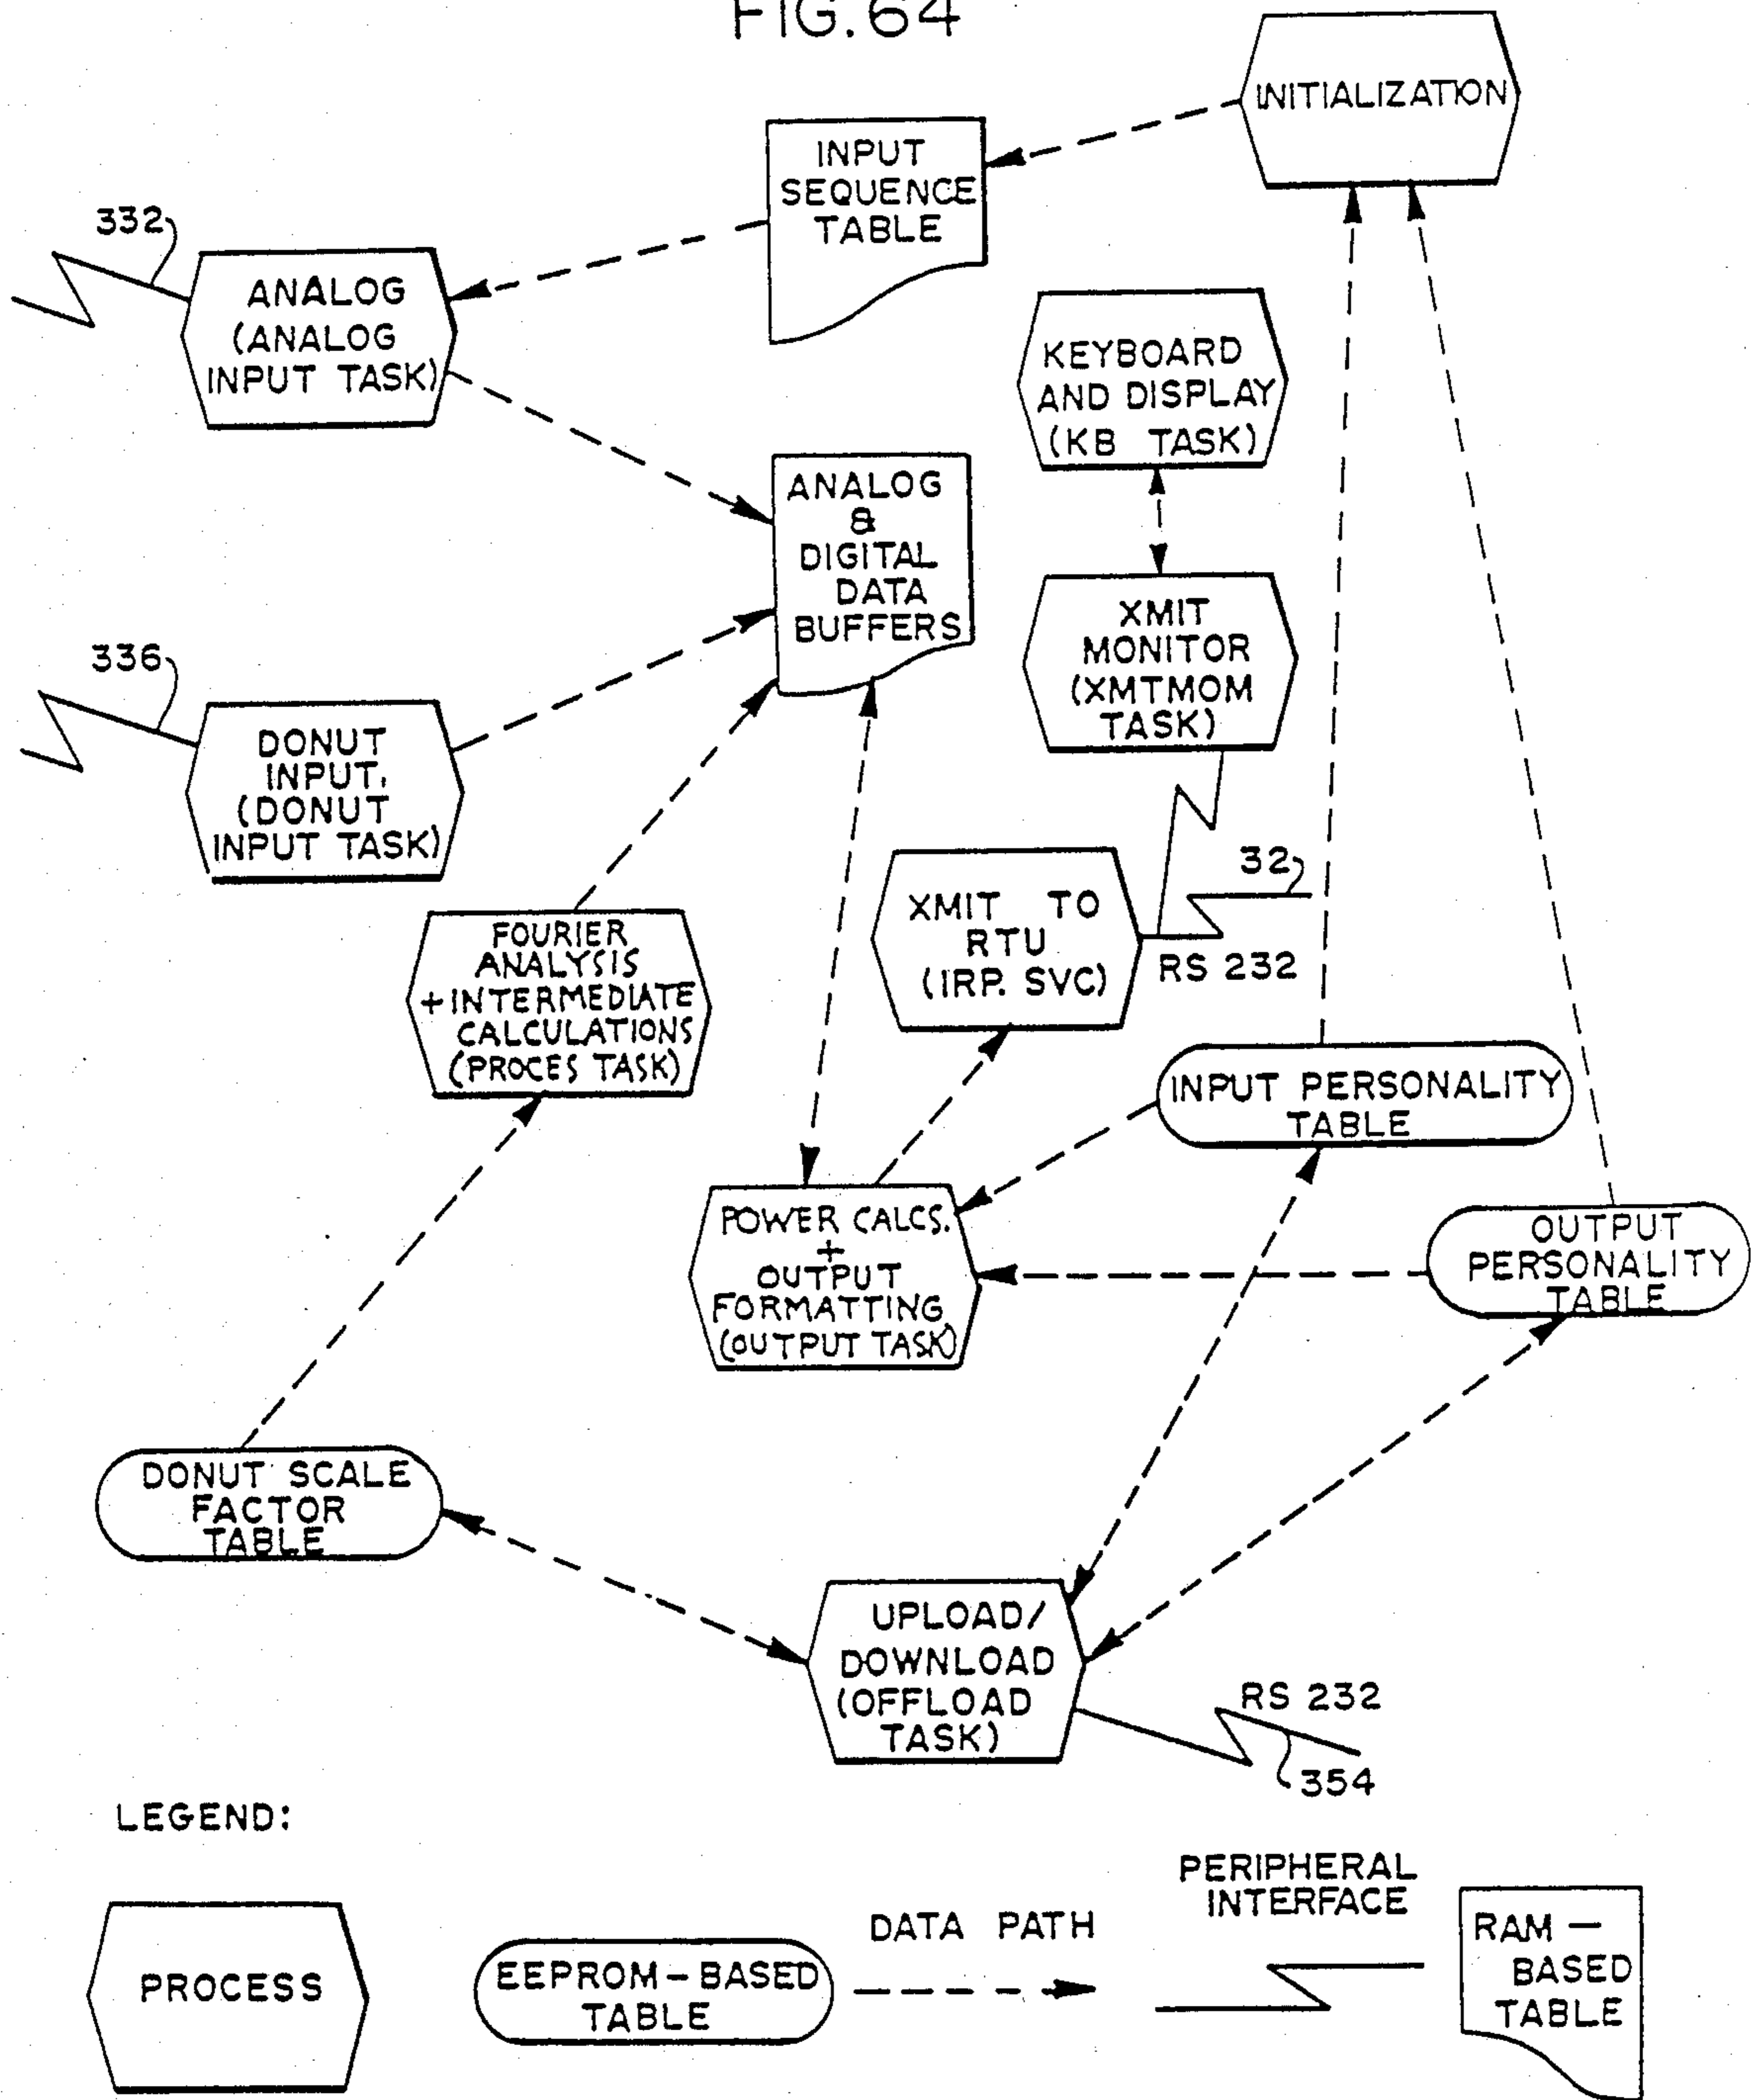 FIG. 64
INITIALIZATION
INPUT
SEQUENCE
TABLE
332
ANALOG
(ANALOG
INPUT TASK)
KEYBOARD
AND DISPLAY
(KB TASK)
ANALOG
&
DIGITAL
DATA
BUFFERS
XMIT
MONITOR
(XMTMOM
TASK)
336
DONUT
INPUT.
(DONUT
INPUT TASK)
32
XMIT TO
RTU
(IRP. SVC)
RS 232
FOURIER
ANALYSIS
+INTERMEDIATE
CALCULATIONS
(PROCES TASK)
INPUT PERSONALITY
TABLE
POWER CALCS.
+
OUTPUT
FORMATTING
(OUTPUT TASK)
OUTPUT
PERSONALITY
TABLE
DONUT SCALE
FACTOR
TABLE
UPLOAD/
DOWNLOAD
(OFFLOAD
TASK)
RS 232
354
LEGEND:
PROCESS
EEPROM-BASED
TABLE
DATA PATH
PERIPHERAL
INTERFACE
RAM —
BASED
TABLE